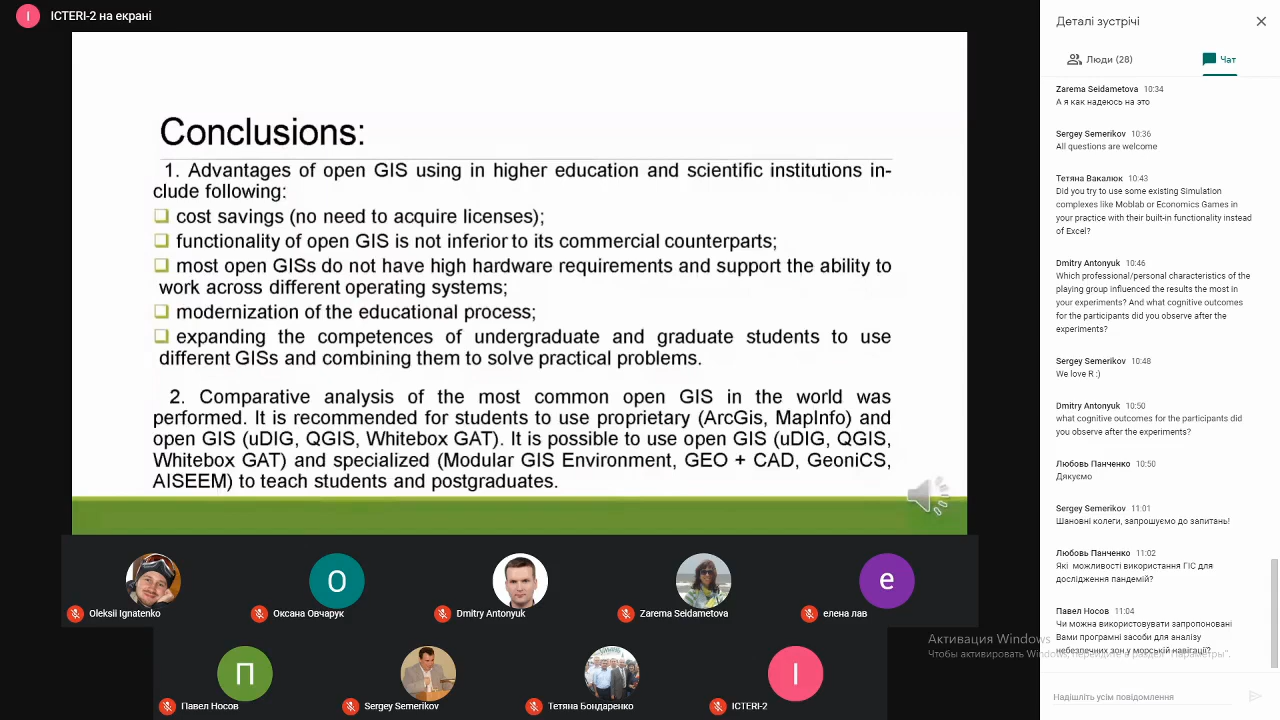 I
ICTERI-2 на екрані
Conclusions:
1. Advantages of open GIS using in higher education and scientific institutions in-
clude following:
cost savings (no need to acquire licenses);
functionality of open GIS is not inferior to its commercial counterparts;
most open GISs do not have high hardware requirements and support the ability to
work across different operating systems;
modernization of the educational process;
expanding the competences of undergraduate and graduate students to use
different GISs and combining them to solve practical problems.
2. Comparative analysis of the most common open GIS in the world was
performed. It is recommended for students to use proprietary (ArcGis, MapInfo) and
open GIS (uDIG, QGIS, Whitebox GAT). It is possible to use open GIS (uDIG, QGIS,
Whitebox GAT) and specialized (Modular GIS Environment, GEO + CAD, GeoniCS,
AISEEM) to teach students and postgraduates.
O
e
Oleksii Ignatenko
Оксана Овчарук
Dmitry Antonyuk
Zarema Seidametova
елена лав
П
I
Павел Носов
Sergey Semerikov
Тетяна Бондаренко
ICTERI-2
Деталі зустрічі
Люди (28)
Чат
Zarema Seidametova 10:34
А я как надеюсь на это
Sergey Semerikov 10:36
All questions are welcome
Тетяна Вакалюк 10:43
Did you try to use some existing Simulation
complexes like Moblab or Economics Games in
your practice with their built-in functionality instead
of Excel?
Dmitry Antonyuk 10:46
Which professional/personal characteristics of the
playing group influenced the results the most in
your experiments? And what cognitive outcomes
for the participants did you observe after the
experiments?
Sergey Semerikov 10:48
We love R :)
Dmitry Antonyuk 10:50
what cognitive outcomes for the participants did
you observe after the experiments?
Любовь Панченко 10:50
Дякуємо
Sergey Semerikov 11:01
Шановні колеги, запрошуємо до запитань!
Любовь Панченко 11:02
Які можливості використання ГІС для
дослідження пандемій?
Павел Носов 11:04
Чи можна використовувати запропоновані
Вами програмні засоби для аналізу
небезпечних зон у морській навігації?
Активация Windows
Чтобы активировать Windows, перейдите в раздел "Параметры".
Надішліть усім повідомлення